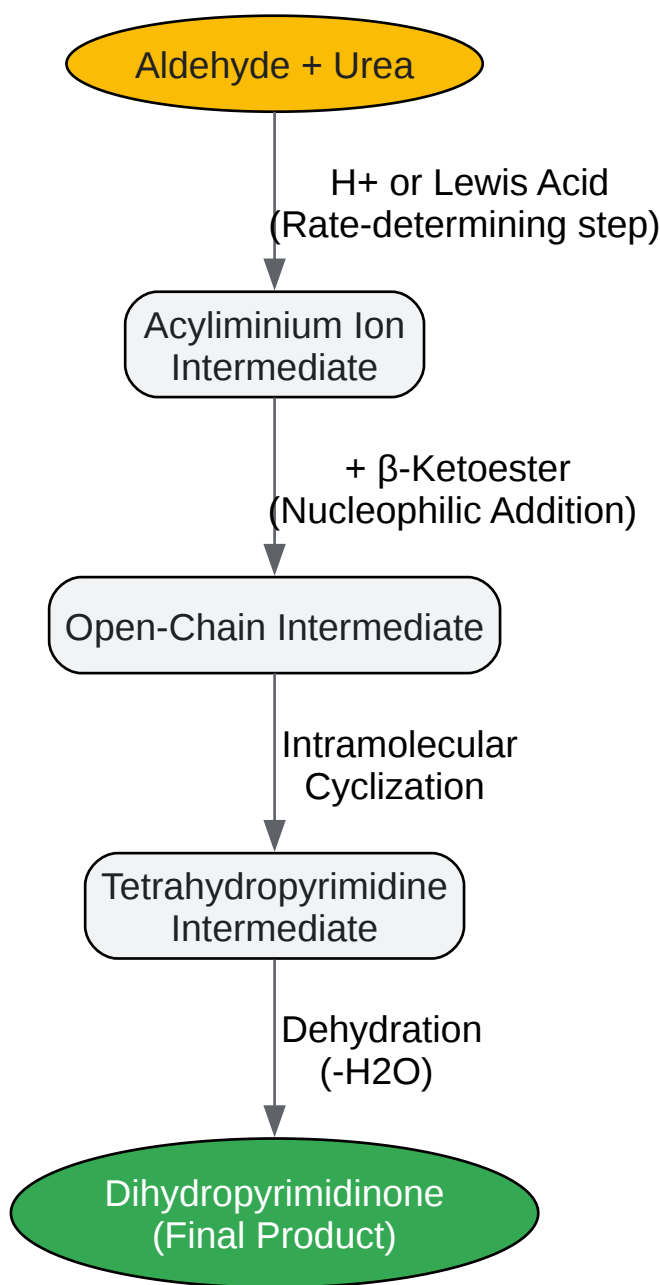 Aldehyde + Urea
H+ or Lewis Acid
(Rate-determining step)
Acyliminium Ion
Intermediate
+ β-Ketoester
(Nucleophilic Addition)
Open-Chain Intermediate
Intramolecular
Cyclization
Tetrahydropyrimidine
Intermediate
Dehydration
(-H2O)
Dihydropyrimidinone
(Final Product)